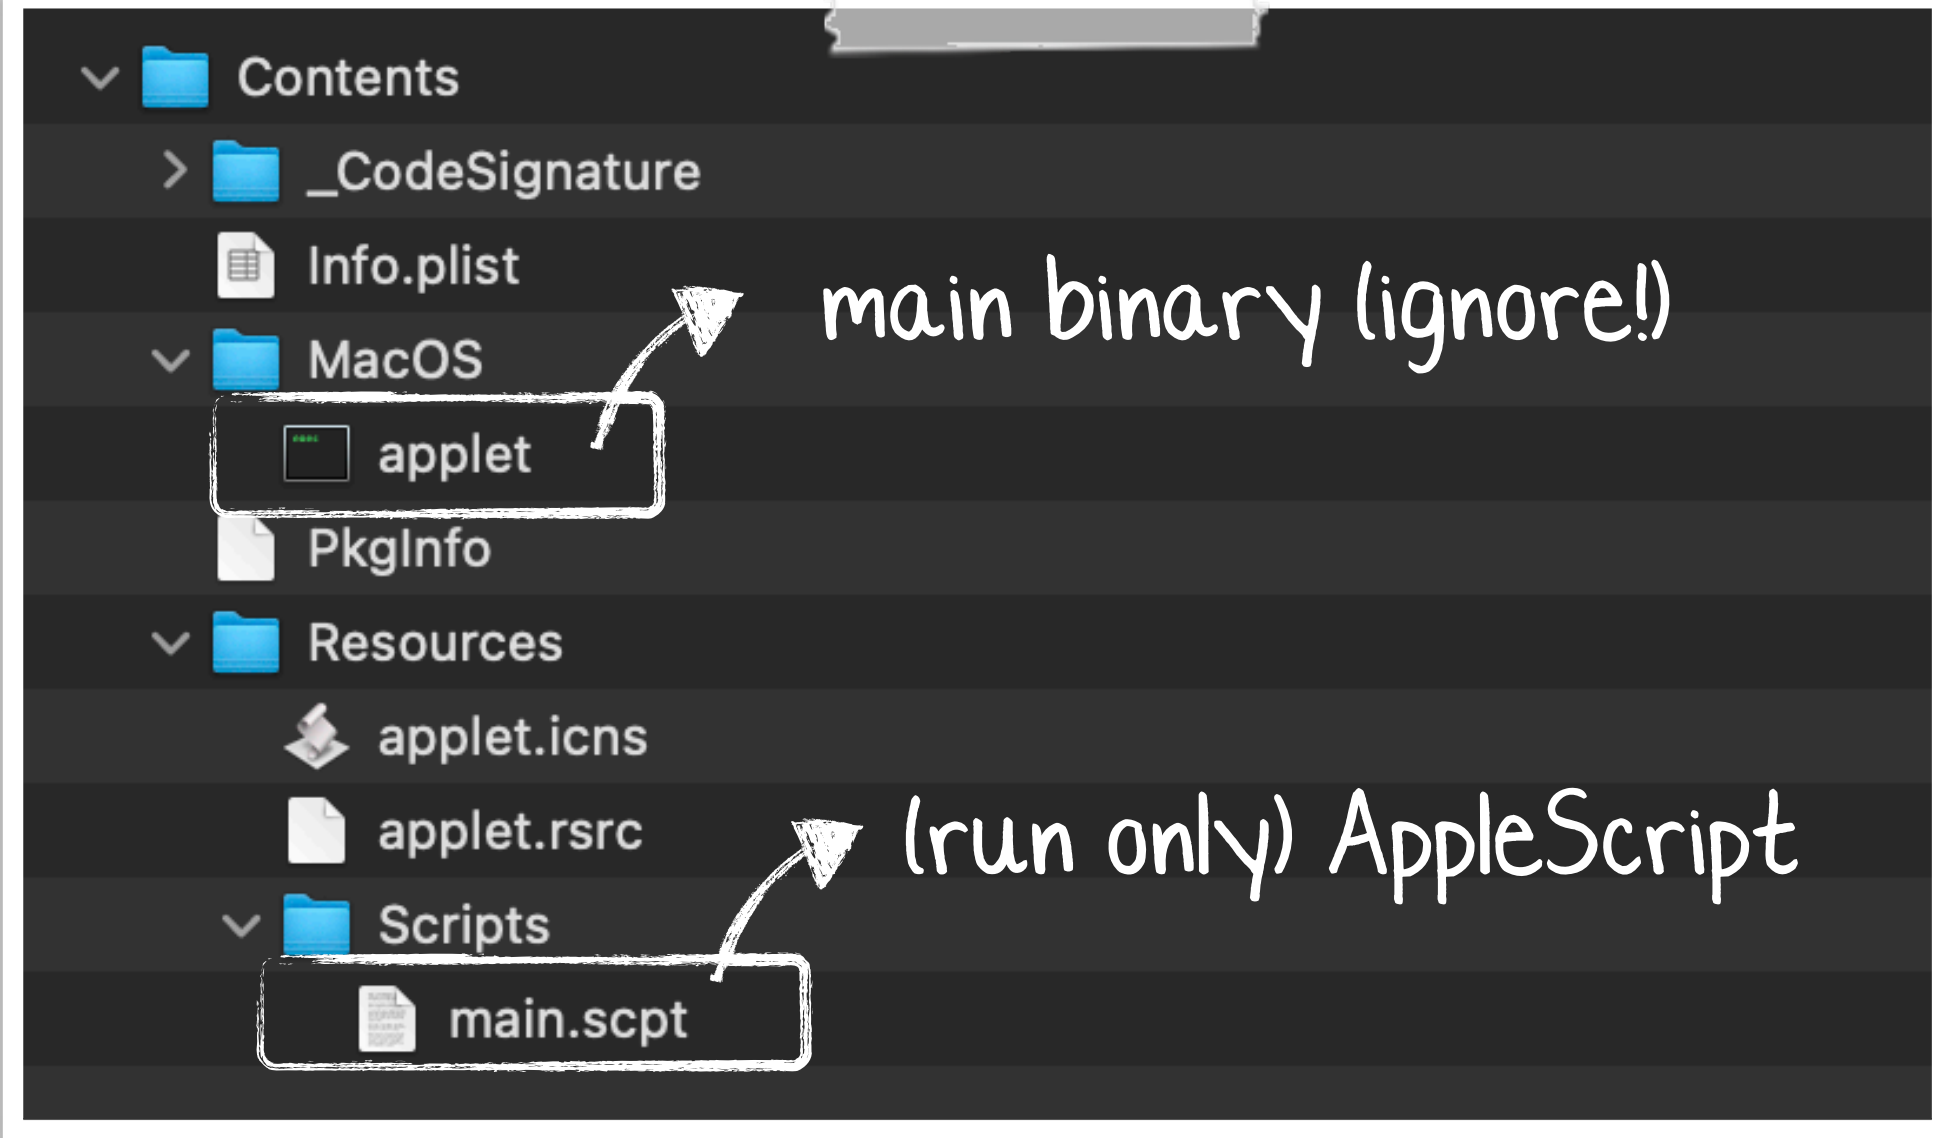 Contents
_CodeSignature
Info.plist
main binary (ignore!)
MacOS
applet
PkgInfo
Resources
applet.icns
applet.rsrc
(run only) AppleScript
Scripts
main.scpt